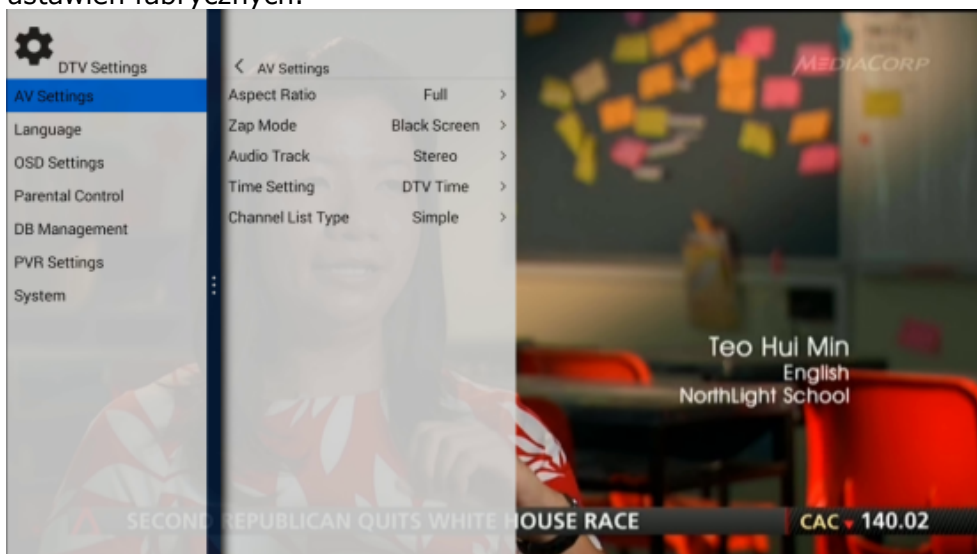 ustawień fabrycznych.
DTV Settings
AV Settings
Language
OSD Settings
Parental Control
DB Management
PVR Settings
System
AV Settings
Aspect Ratio Full
Zap Mode Black Screen
Audio Track Stereo
Time Setting DTV Time
Channel List Type Simple
MEDIACORP
Teo Hui Min
English
NorthLight School
SECOND REPUBLICAN QUITS WHITE HOUSE RACE
CAC 140.02